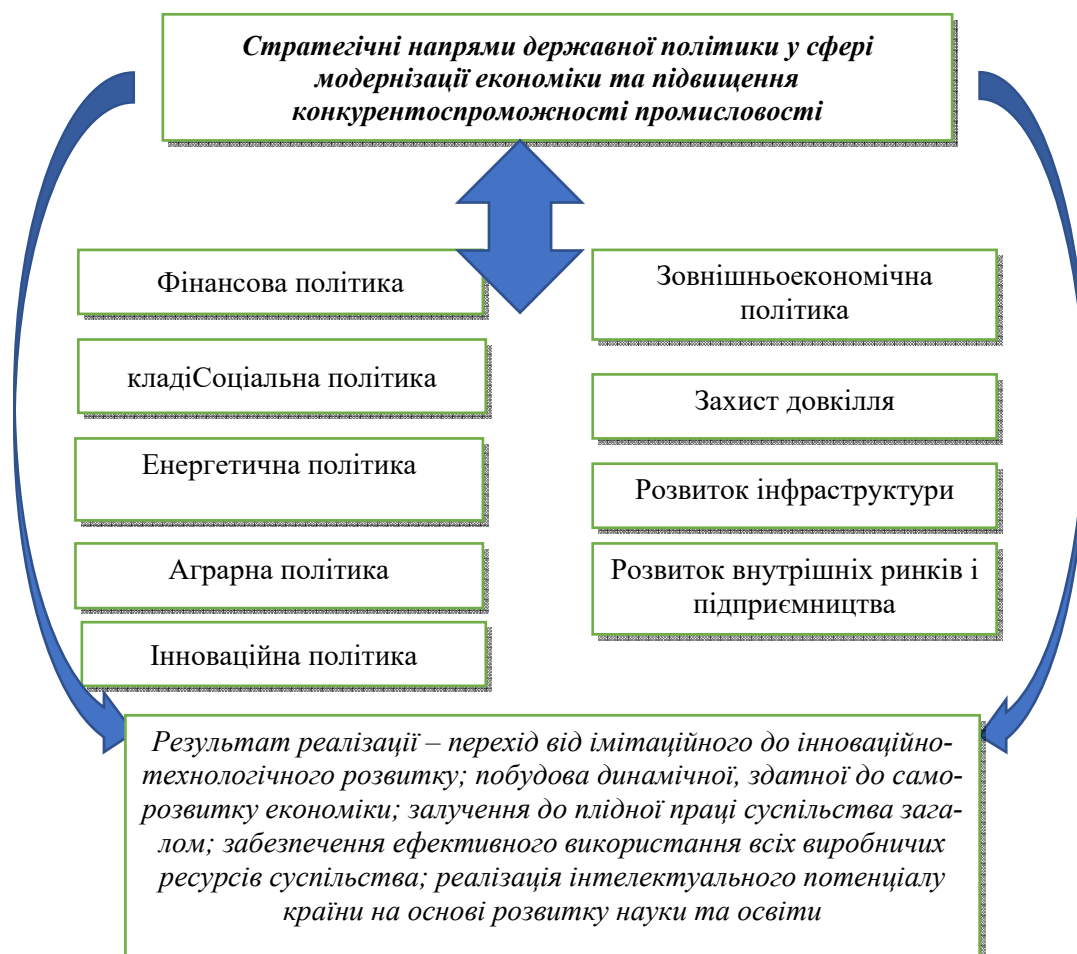 Стратегічні напрями державної політики у сфері
модернізації економіки та підвищення
конкурентоспроможності промисловості
Фінансова політика
кладіСоціальна політика
Енергетична політика
Аграрна політика
Інноваційна політика
Зовнішньоекономічна
політика
Захист довкілля
Розвиток інфраструктури
Розвиток внутрішніх ринків і
підприємництва
Результат реалізації – перехід від імітаційного до інноваційно-
технологічного розвитку; побудова динамічної, здатної до само-
розвитку економіки; залучення до плідної праці суспільства зага-
лом; забезпечення ефективного використання всіх виробничих
ресурсів суспільства; реалізація інтелектуального потенціалу
країни на основі розвитку науки та освіти